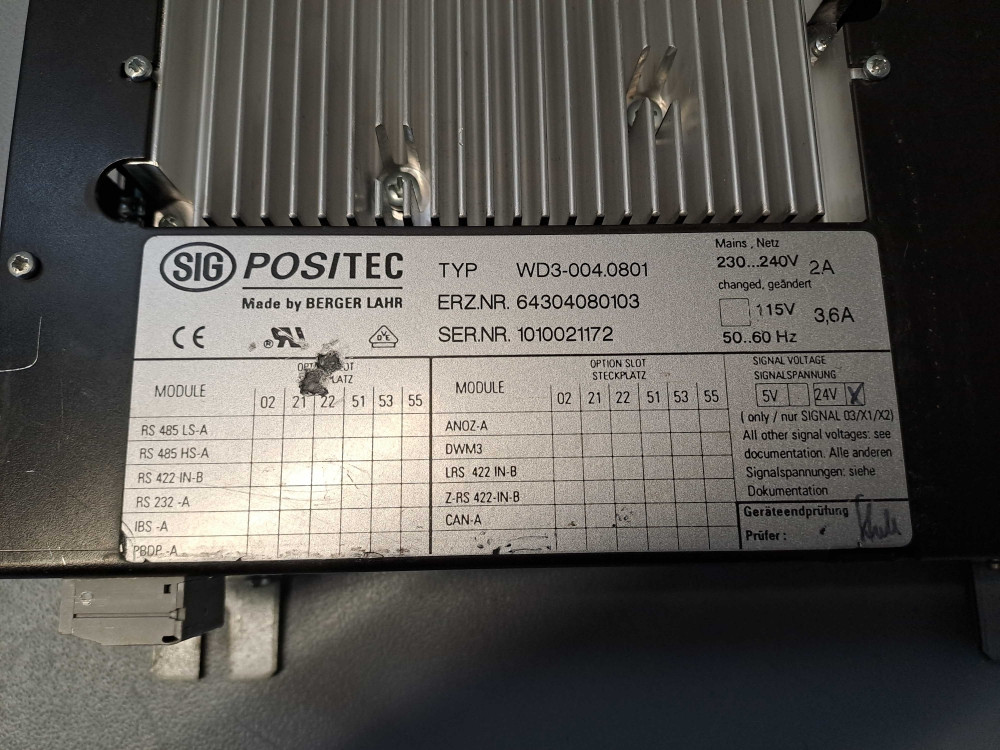 SIG POSITEC
Made by BERGER LAHR
CE
® UR
DVE
TYP WD3-004.0801
ERZ.NR. 64304080103
SER.NR. 1010021172
Mains , Netz
230...240V 2A
changed, geändert
115V 3,6A
50..60 Hz
MODULE
02 21 22 51 53 55
RS 485 LS-A
RS 485 HS-A
RS 422 IN-B
RS 232 -A
IBS -A
PBDP -A
MODULE
OPTION SLOT
STECKPLATZ
02 21 22 51 53 55
ANOZ-A
DWM3
LRS 422 IN-B
Z-RS 422-IN-B
CAN-A
SIGNAL VOLTAGE
SIGNALSPANNUNG
5V 24V X
( only / nur SIGNAL 03/X1/X2)
All other signal voltages: see
documentation. Alle anderen
Signalspannungen: siehe
Dokumentation
Geräteendprüfung
Prüfer :